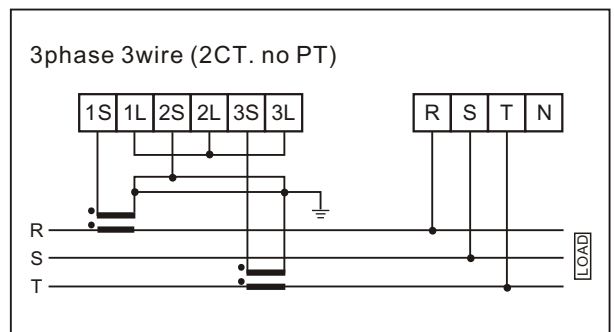 3phase 3wire (2CT. no PT)
1S 1L 2S 2L 3S 3L
R S T N
R
S
T
LOAD